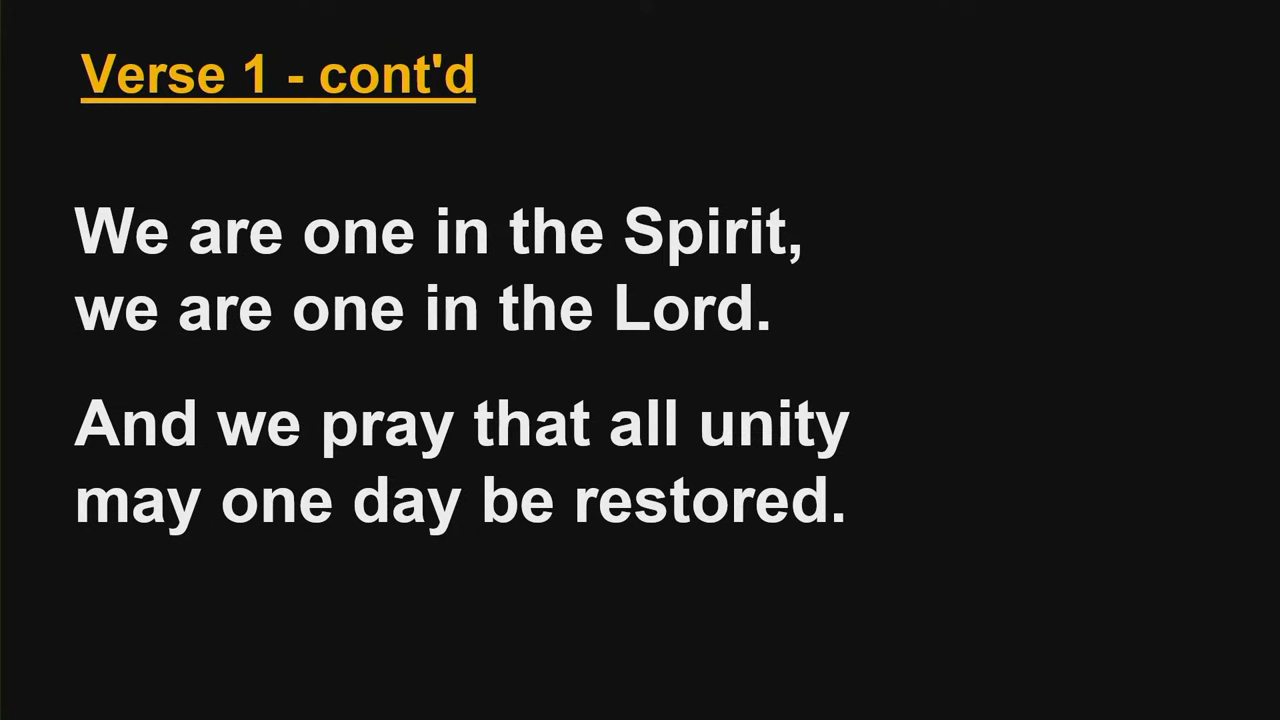 Verse 1 - cont'd
We are one in the Spirit,
we are one in the Lord.
And we pray that all unity
may one day be restored.